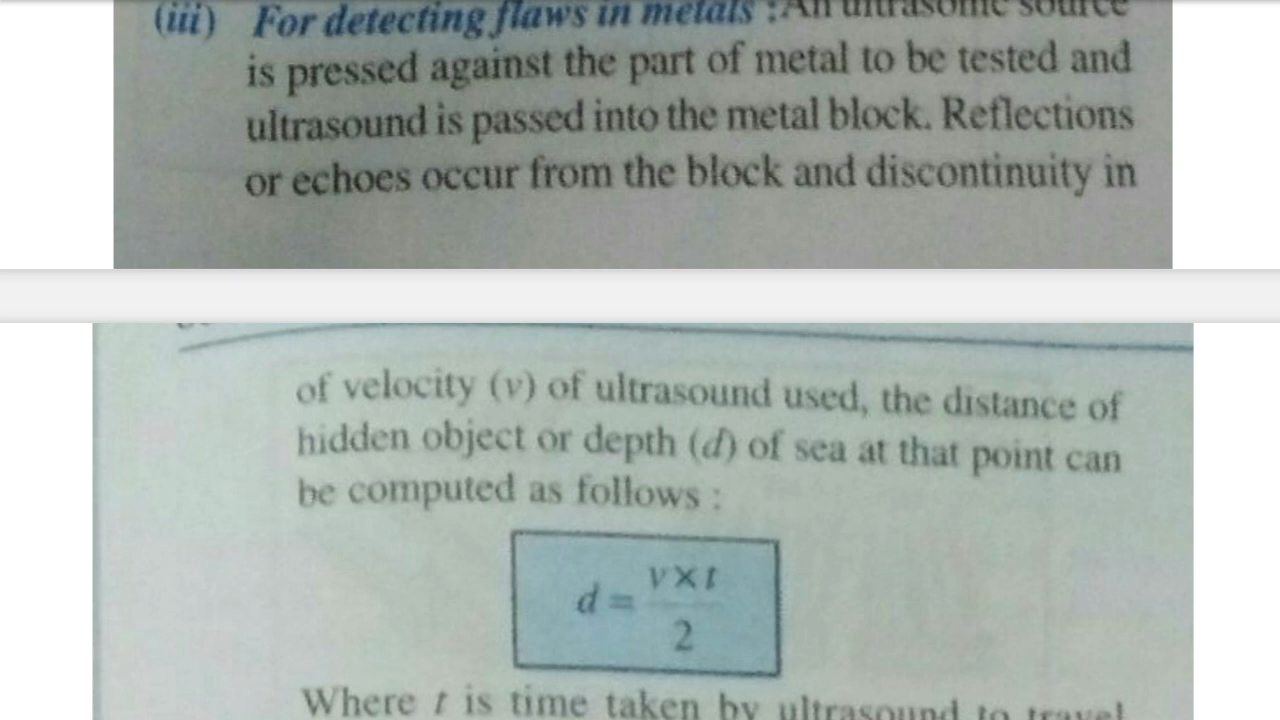 (iii) For detecting flaws in metals : An ultrasonic source
is pressed against the part of metal to be tested and
ultrasound is passed into the metal block. Reflections
or echoes occur from the block and discontinuity in
of velocity (v) of ultrasound used, the distance of
hidden object or depth (d) of sea at that point can
be computed as follows :
d = v×t
2
Where t is time taken by ultrasound to travel